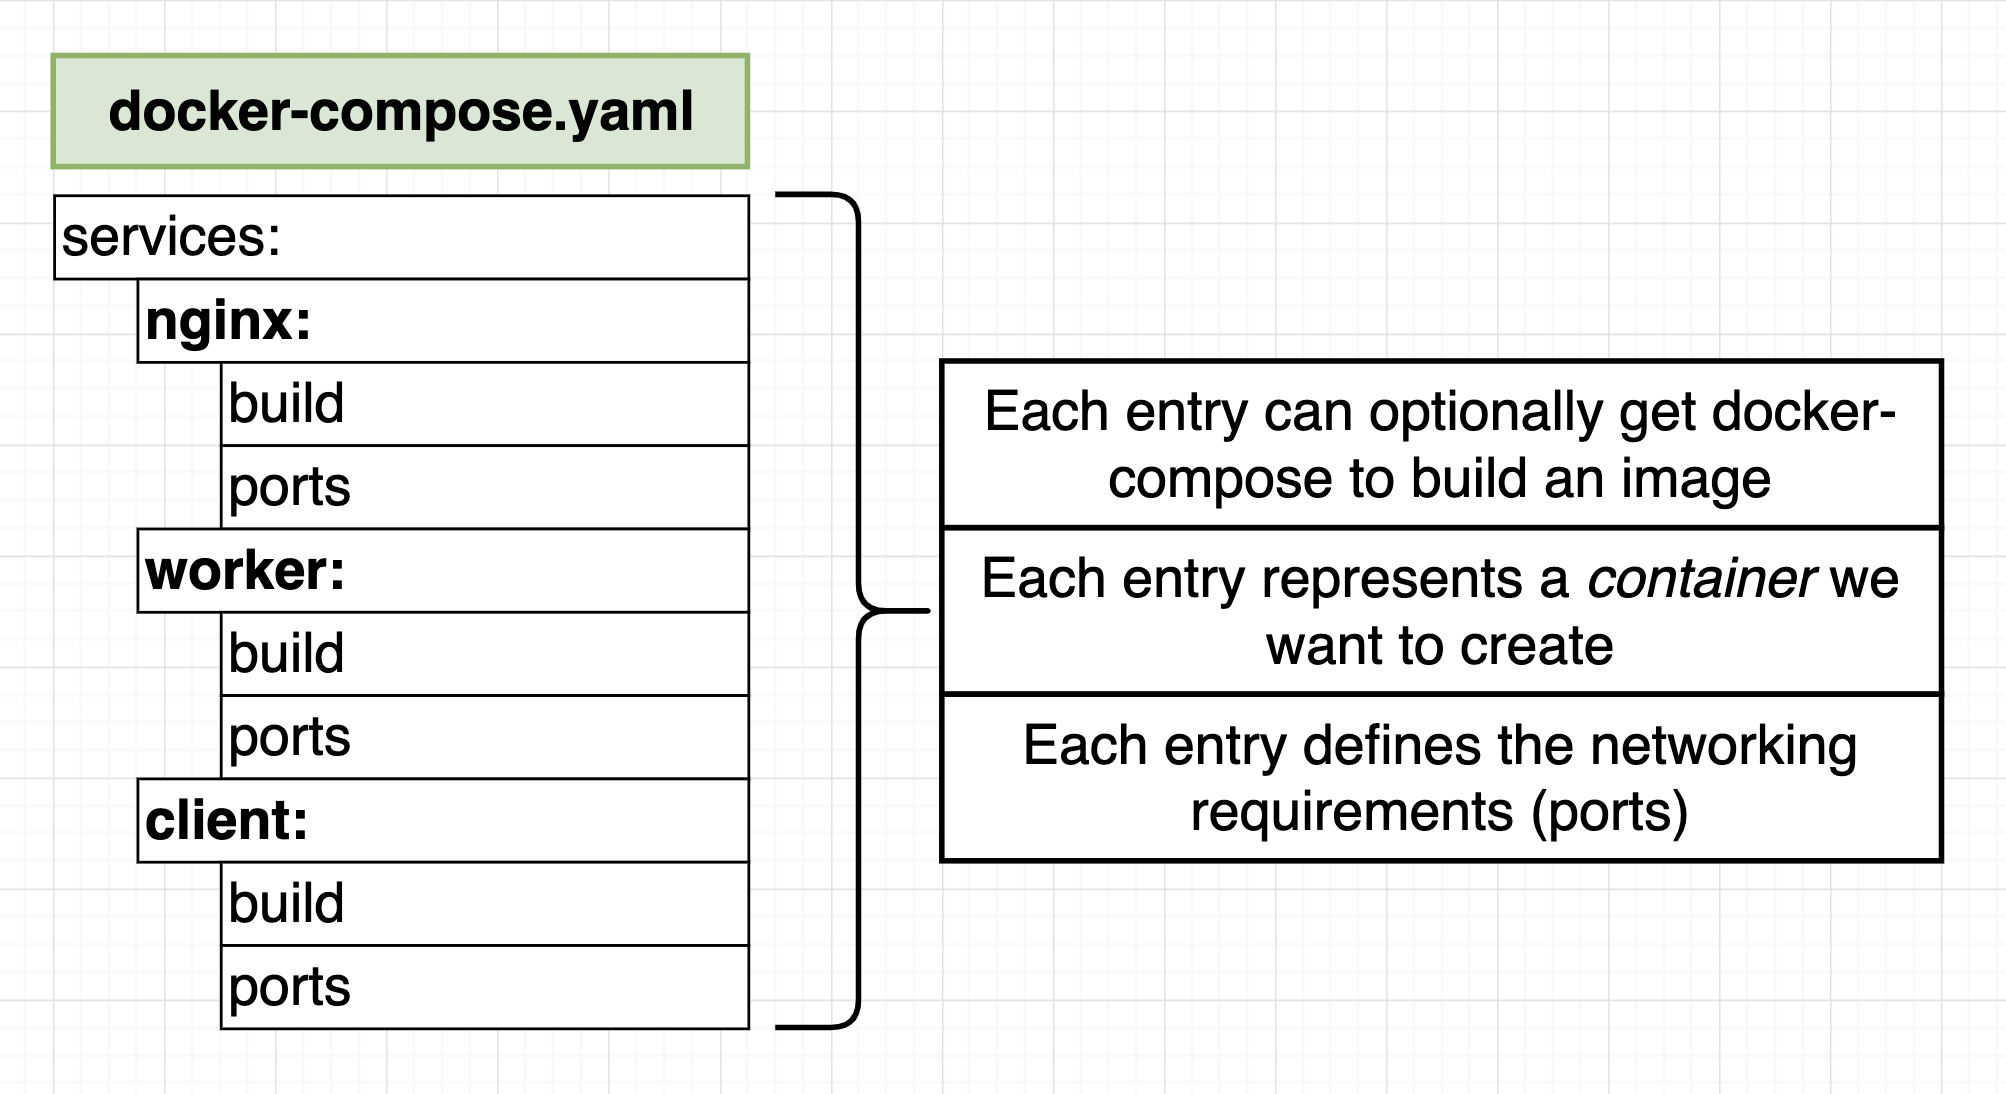 docker-compose.yaml
services:
nginx:
build
ports
worker:
build
ports
client:
build
ports
Each entry can optionally get docker-
compose to build an image
Each entry represents a container we
want to create
Each entry defines the networking
requirements (ports)